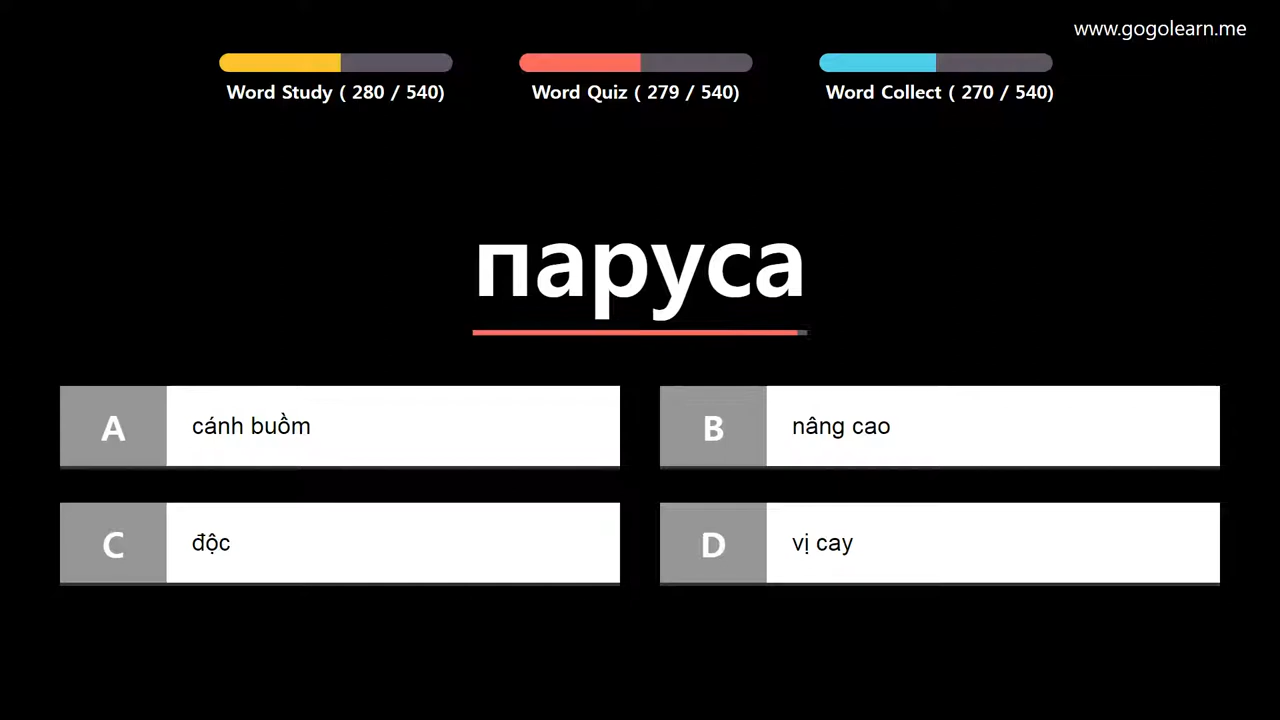 www.gogolearn.me
Word Study ( 280 / 540)
Word Quiz ( 279 / 540)
Word Collect ( 270 / 540)
паруса
A cánh buồm
B nâng cao
C độc
D vị cay